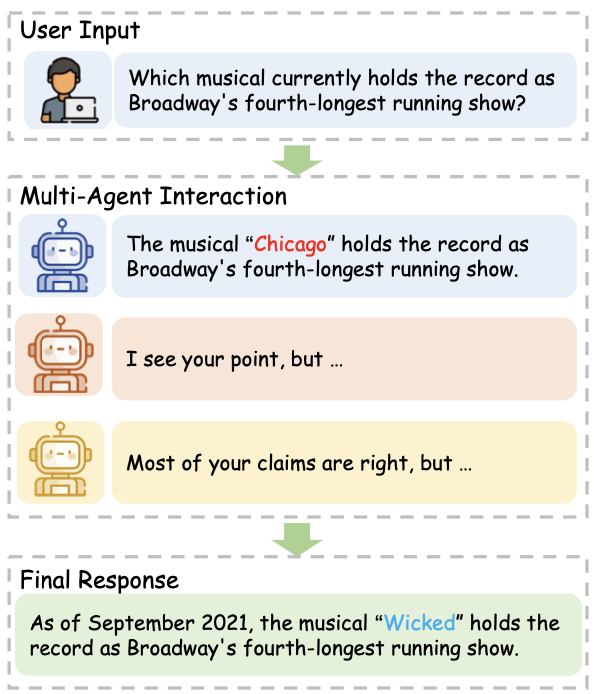 User Input
Which musical currently holds the record as
Broadway's fourth-longest running show?
Multi-Agent Interaction
The musical “Chicago” holds the record as
Broadway's fourth-longest running show.
I see your point, but ...
Most of your claims are right, but ...
Final Response
As of September 2021, the musical “Wicked” holds the
record as Broadway's fourth-longest running show.